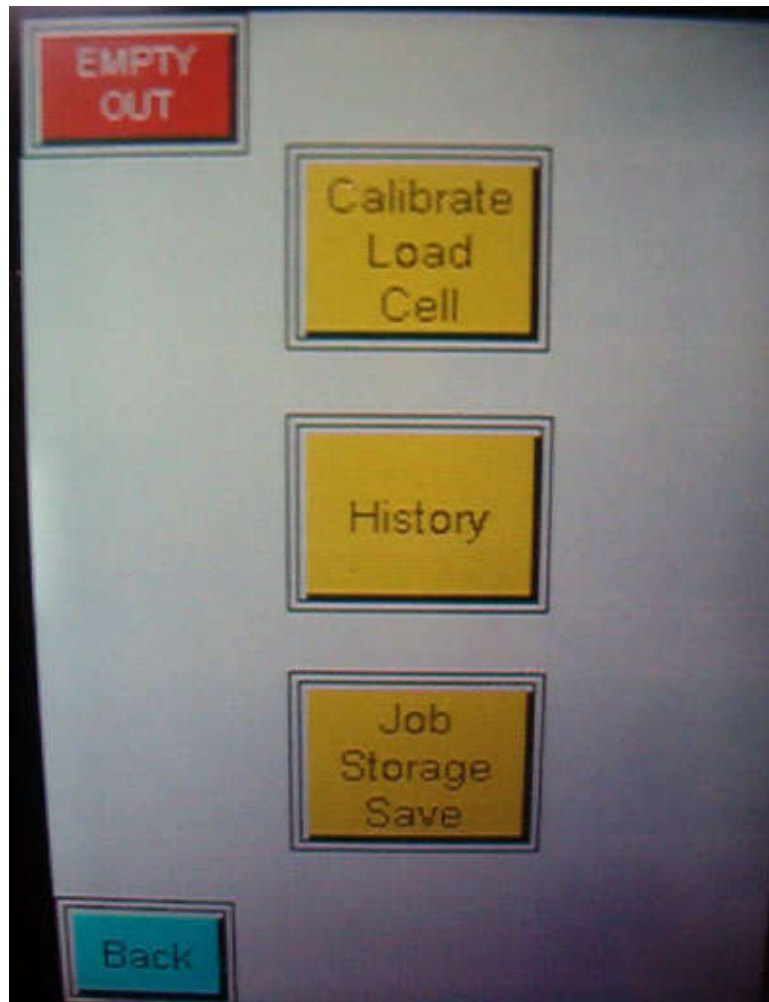 EMPTY
OUT
Calibrate
Load
Cell
History
Job
Storage
Save
Back